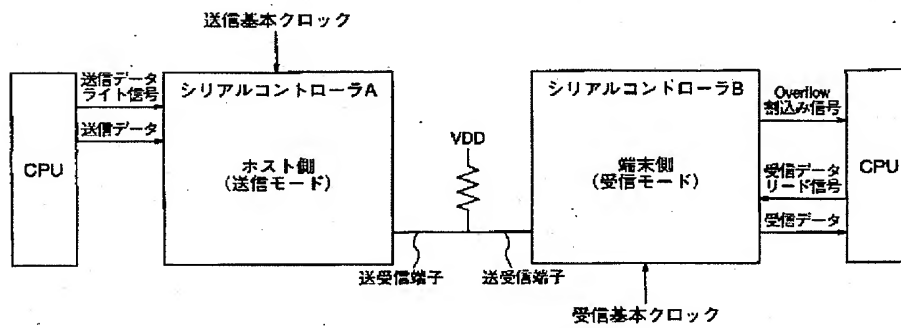 送信基本クロック
CPU
送信データ
ライト信号
送信データ
シリアルコントローラA
ホスト側
(送信モード)
VDD
送受信端子
送受信端子
シリアルコンドローラB
端末側
(受信モード)
Overflow
割込み信号
受信データ
リード信号
受信データ
CPU
受信基本クロック